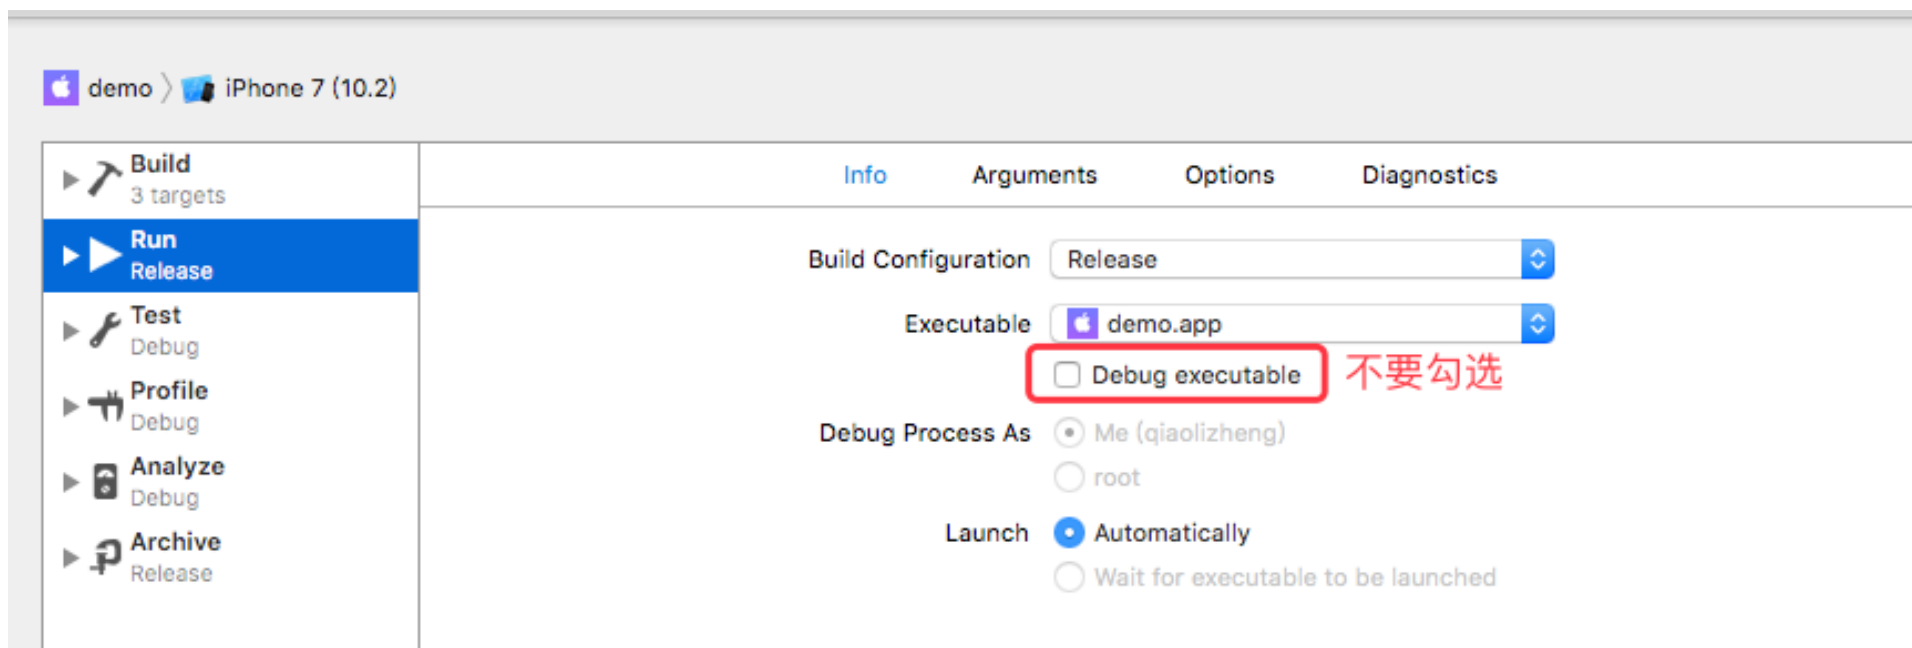 demo 〉 iPhone 7 (10.2)
Build
3 targets
Run
Release
Test
Debug
Profile
Debug
Analyze
Debug
Archive
Release
Info Arguments Options Diagnostics
Build Configuration Release
Executable demo.app
Debug executable 不要勾选
Debug Process As Me (qiaolizheng)
root
Launch Automatically
Wait for executable to be launched